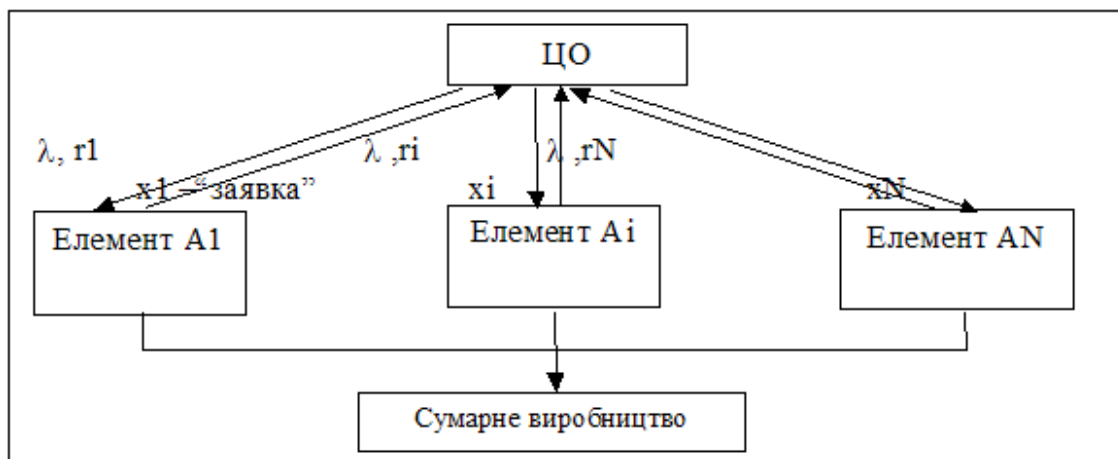 ЦО
λ, r1
λ ,ri
λ ,rN
x1 –“заявка”
xi
xN
Елемент А1
Елемент Аi
Елемент АN
Сумарне виробництво